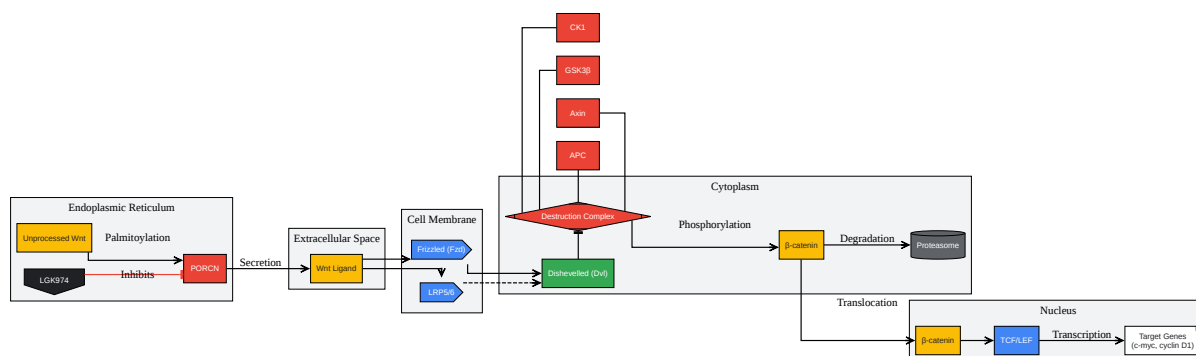 CK1
GSK3β
Axin
APC
Cytoplasm
Endoplasmic Reticulum
Cell Membrane
Destruction Complex
Phosphorylation
Unprocessed Wnt
Palmitoylation
Extracellular Space
Frizzled (Fzd)
β-catenin
Degradation
Proteasome
LGK974
Inhibits
PORCN
Secretion
Wnt Ligand
Dishevelled (Dvl)
LRP5/6
Translocation
Nucleus
β-catenin
TCF/LEF
Transcription
Target Genes
(c-myc, cyclin D1)